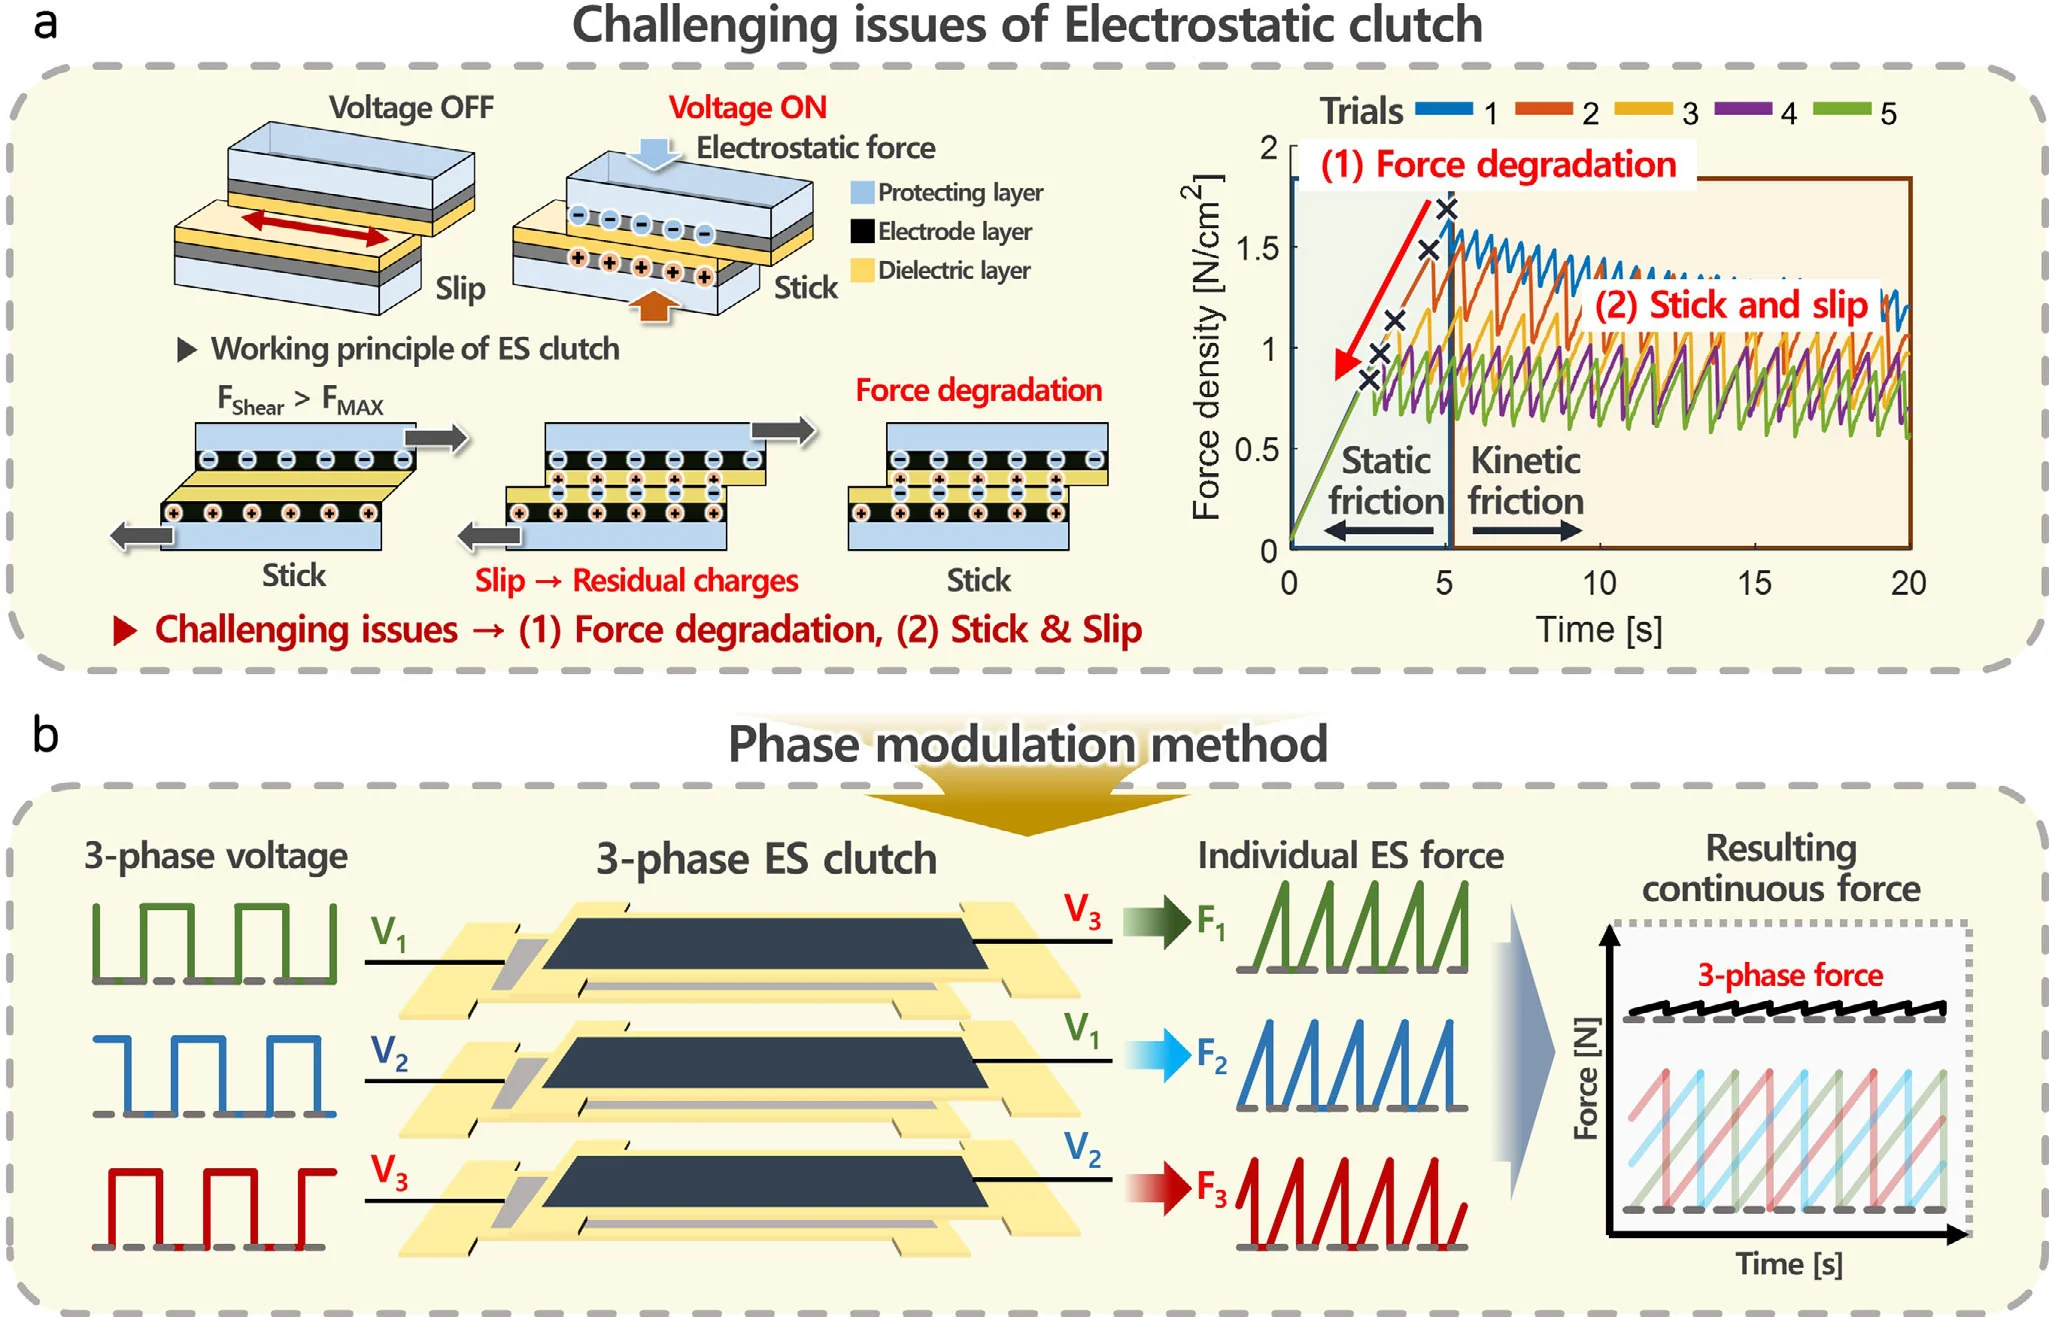 a
Challenging issues of Electrostatic clutch
Voltage OFF
Voltage ON
Electrostatic force
Protecting layer
Electrode layer
Dielectric layer
Slip
Stick
▶ Working principle of ES clutch
F_Shear > F_MAX
Force degradation
Stick
Slip → Residual charges
Stick
▶ Challenging issues → (1) Force degradation, (2) Stick & Slip
Trials 1 2 3 4 5
(1) Force degradation
(2) Stick and slip
Static friction
Kinetic friction
Force density [N/cm²]
2
1.5
1
0.5
0
0 5 10 15 20
Time [s]
b
Phase modulation method
3-phase voltage
3-phase ES clutch
Individual ES force
Resulting
continuous force
V₁
V₃
F₁
V₂
V₁
F₂
V₃
V₂
F₃
3-phase force
Force [N]
Time [s]